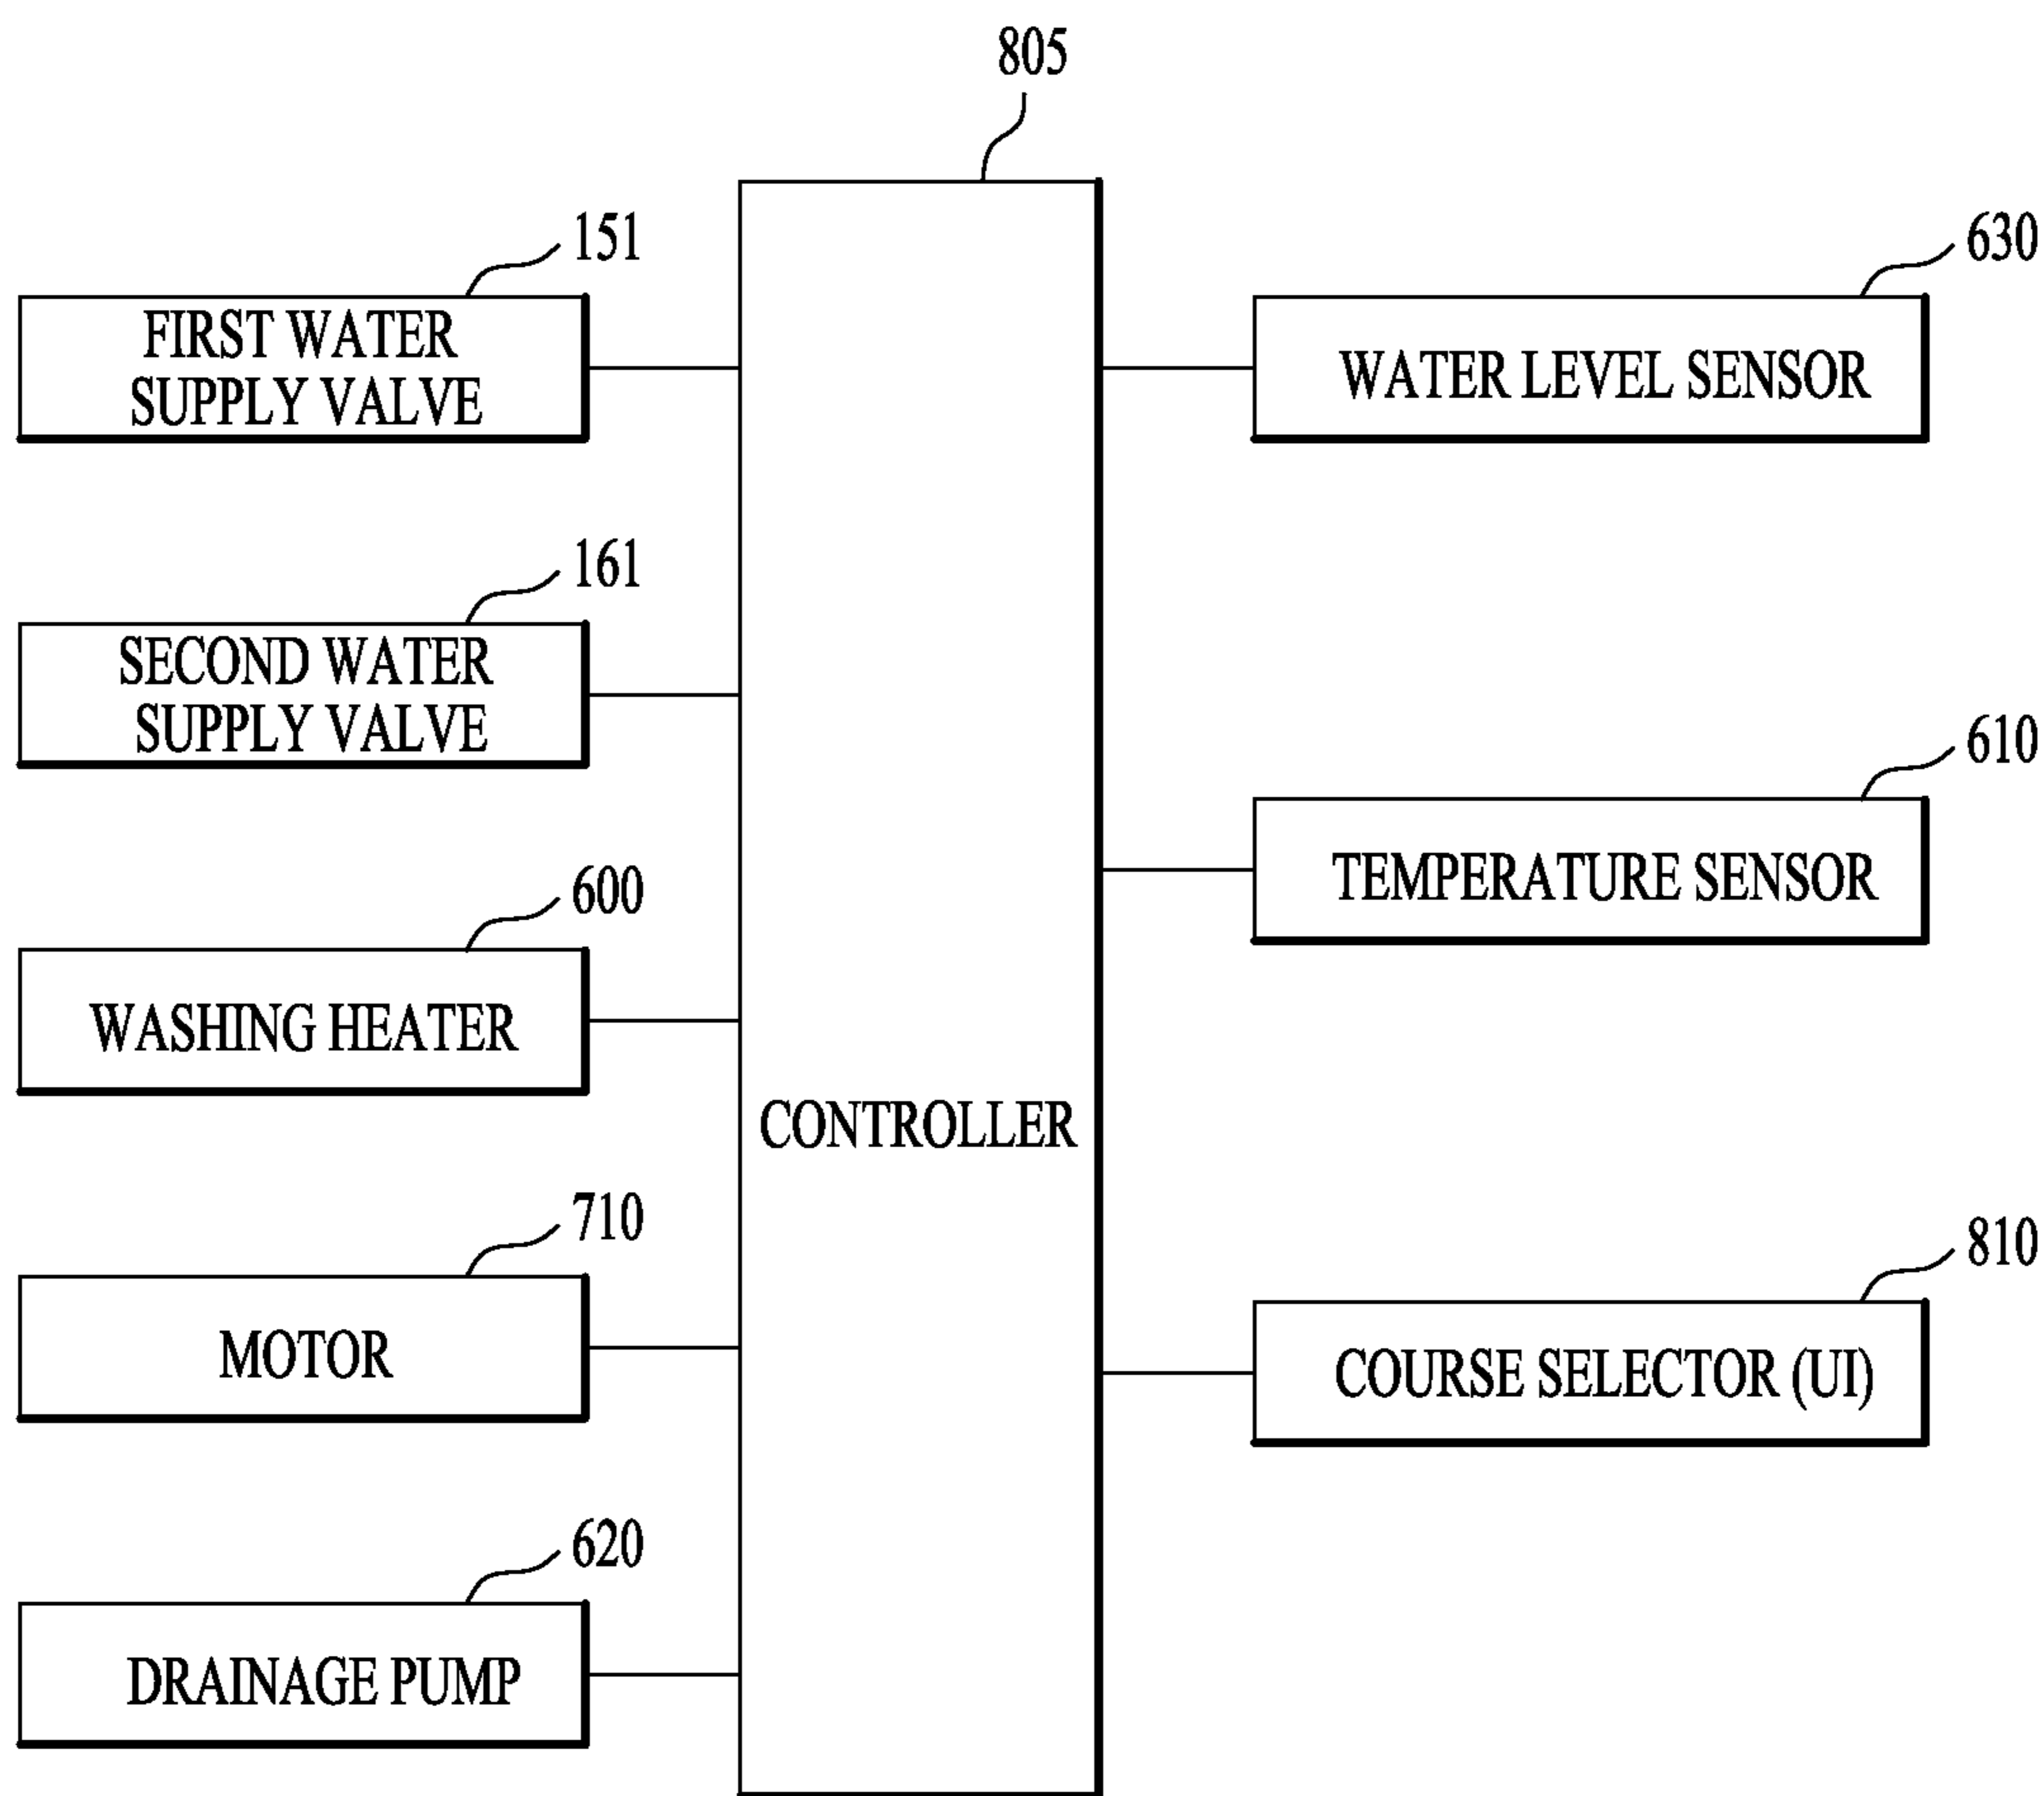 805
151
FIRST WATER
SUPPLY VALVE
161
SECOND WATER
SUPPLY VALVE
600
WASHING HEATER
710
MOTOR
620
DRAINAGE PUMP
CONTROLLER
630
WATER LEVEL SENSOR
610
TEMPERATURE SENSOR
810
COURSE SELECTOR (UI)